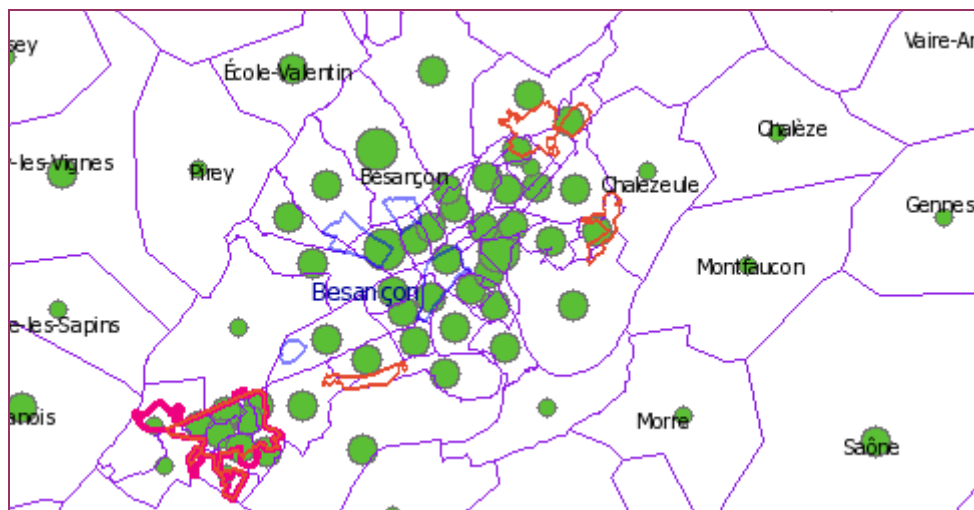 sey
Vaire-Ar
École-Valentin
Chalèze
-les-Vignes
Pirey
Besançon
Chalezeule
Gennes
Montfaucon
Besançon
e-les-Sapins
anois
Morre
Saône